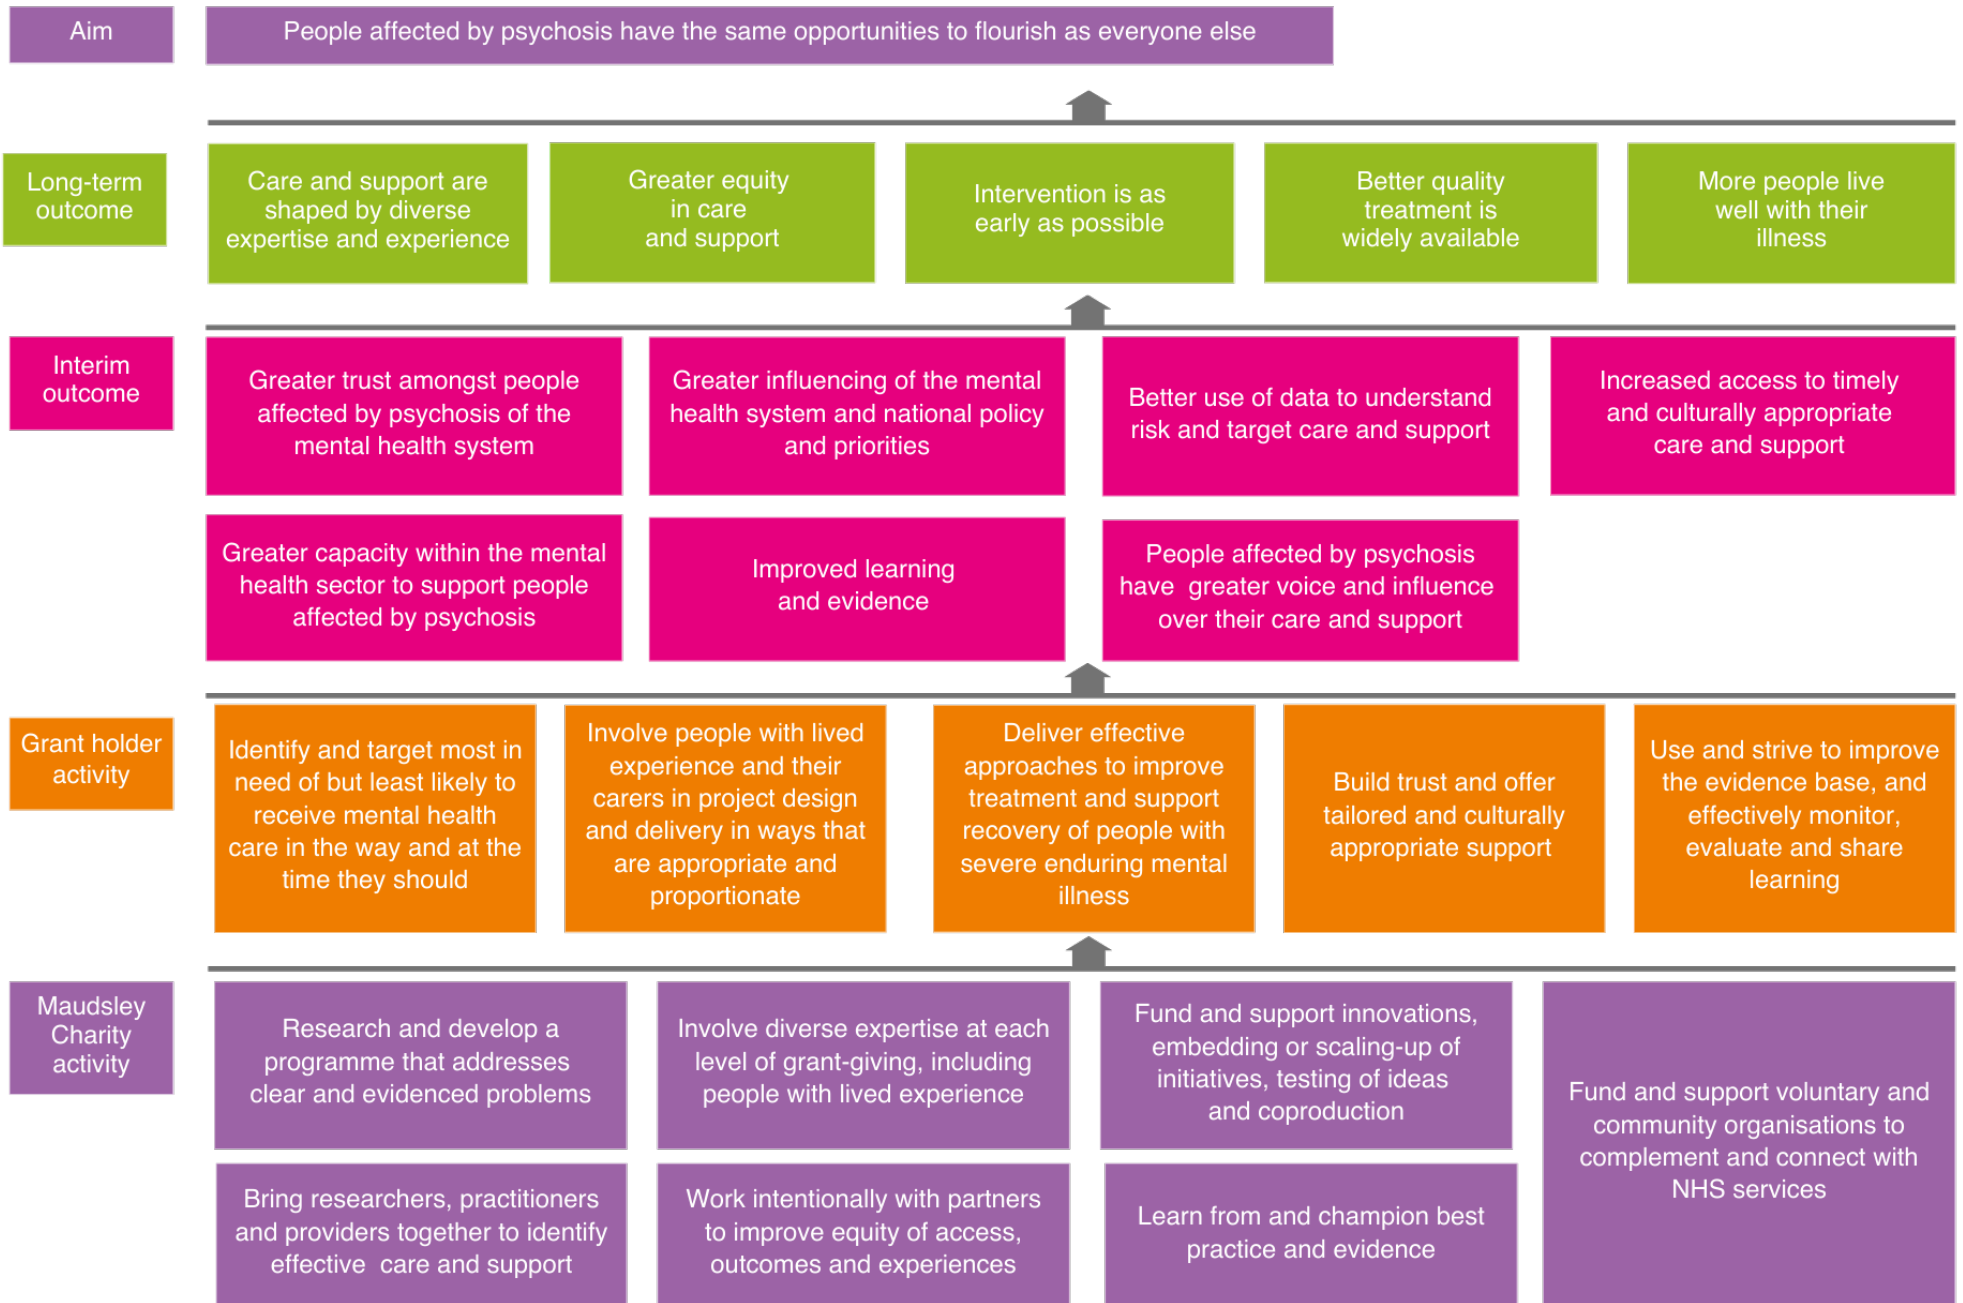 Aim
People affected by psychosis have the same opportunities to flourish as everyone else
Long-term
outcome
Care and support are
shaped by diverse
expertise and experience
Greater equity
in care
and support
Intervention is as
early as possible
Better quality
treatment is
widely available
More people live
well with their
illness
Interim
outcome
Greater trust amongst people
affected by psychosis of the
mental health system
Greater influencing of the mental
health system and national policy
and priorities
Better use of data to understand
risk and target care and support
Increased access to timely
and culturally appropriate
care and support
Greater capacity within the mental
health sector to support people
affected by psychosis
Improved learning
and evidence
People affected by psychosis
have greater voice and influence
over their care and support
Grant holder
activity
Identify and target most in
need of but least likely to
receive mental health
care in the way and at the
time they should
Involve people with lived
experience and their
carers in project design
and delivery in ways that
are appropriate and
proportionate
Deliver effective
approaches to improve
treatment and support
recovery of people with
severe enduring mental
illness
Build trust and offer
tailored and culturally
appropriate support
Use and strive to improve
the evidence base, and
effectively monitor,
evaluate and share
learning
Maudsley
Charity
activity
Research and develop a
programme that addresses
clear and evidenced problems
Involve diverse expertise at each
level of grant-giving, including
people with lived experience
Fund and support innovations,
embedding or scaling-up of
initiatives, testing of ideas
and coproduction
Fund and support voluntary and
community organisations to
complement and connect with
NHS services
Bring researchers, practitioners
and providers together to identify
effective care and support
Work intentionally with partners
to improve equity of access,
outcomes and experiences
Learn from and champion best
practice and evidence